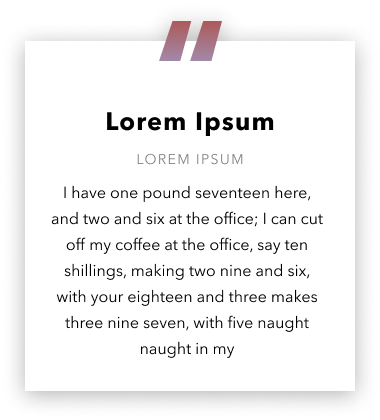 Lorem Ipsum
LOREM IPSUM
I have one pound seventeen here,
and two and six at the office; I can cut
off my coffee at the office, say ten
shillings, making two nine and six,
with your eighteen and three makes
three nine seven, with five naught
naught in my